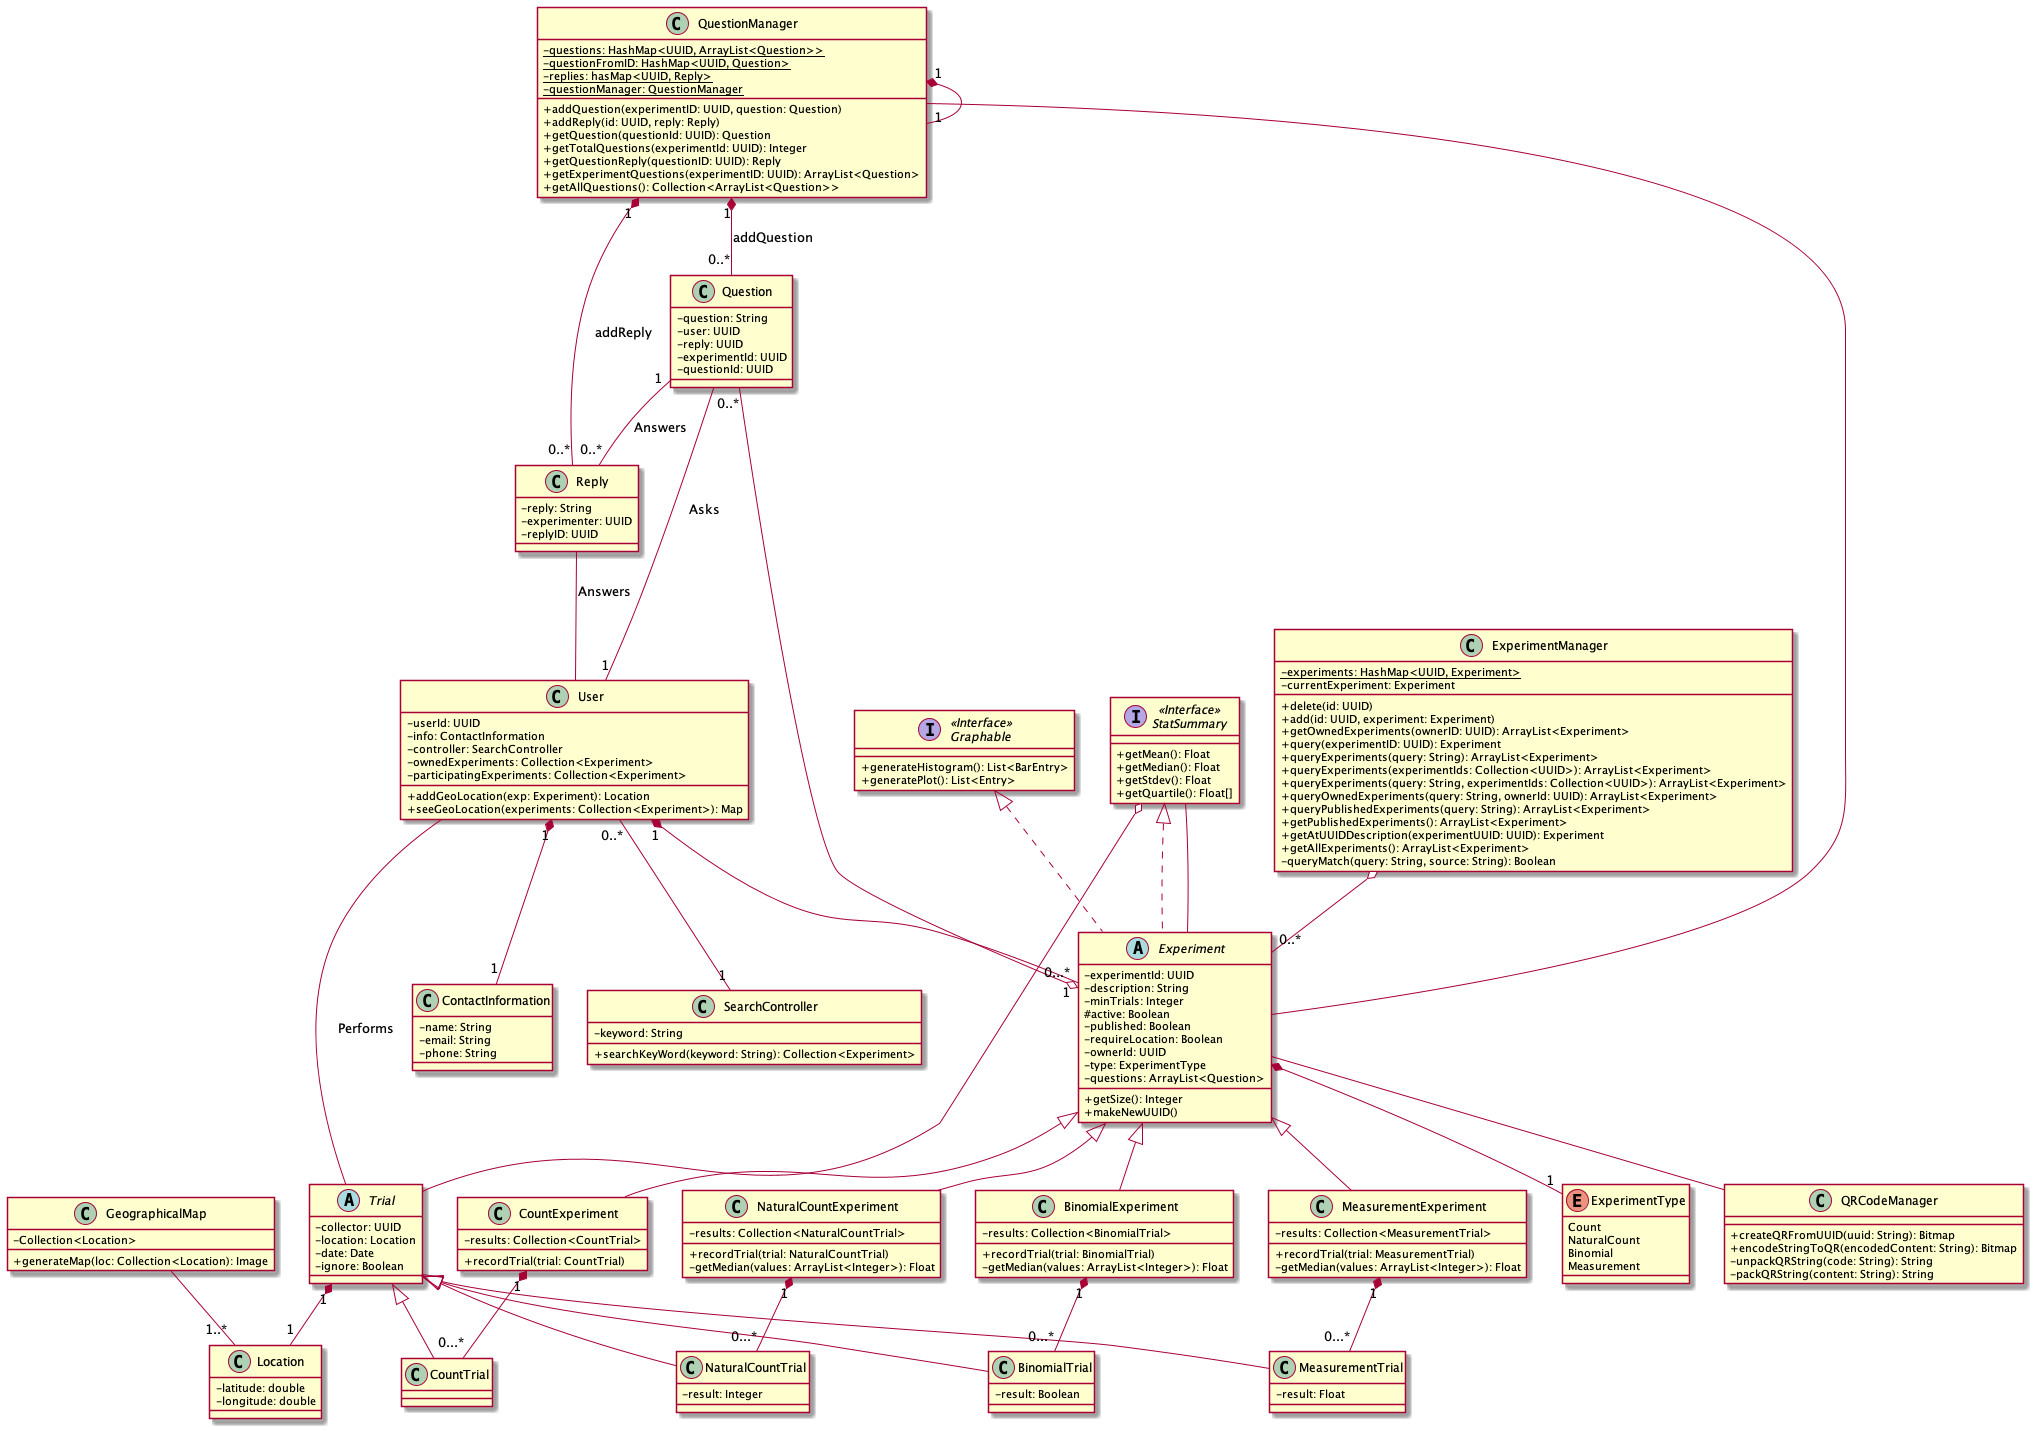 C QuestionManager
-questions: HashMap<UUID, ArrayList<Question>>
-questionFromID: HashMap<UUID, Question>
-replies: hasMap<UUID, Reply>
-questionManager: QuestionManager
+addQuestion(experimentID: UUID, question: Question)
+addReply(id: UUID, reply: Reply)
+getQuestion(questionId: UUID): Question
+getTotalQuestions(experimentId: UUID): Integer
+getQuestionReply(questionID: UUID): Reply
+getExperimentQuestions(experimentID: UUID): ArrayList<Question>
+getAllQuestions(): Collection<ArrayList<Question>>
1
1
1
1
addQuestion
0..*
C Question
-question: String
-user: UUID
-reply: UUID
-experimentId: UUID
-questionId: UUID
addReply
1
0..*
Answers
0..*
0..*
C Reply
-reply: String
-experimenter: UUID
-replyID: UUID
Asks
Answers
1
C User
-userId: UUID
-info: ContactInformation
-controller: SearchController
-ownedExperiments: Collection<Experiment>
-participatingExperiments: Collection<Experiment>
+addGeoLocation(exp: Experiment): Location
+seeGeoLocation(experiments: Collection<Experiment>): Map
1
0..*
1
I «Interface»
Graphable
+generateHistogram(): List<BarEntry>
+generatePlot(): List<Entry>
I «Interface»
StatSummary
+getMean(): Float
+getMedian(): Float
+getStdev(): Float
+getQuartile(): Float[]
C ExperimentManager
-experiments: HashMap<UUID, Experiment>
-currentExperiment: Experiment
+delete(id: UUID)
+add(id: UUID, experiment: Experiment)
+getOwnedExperiments(ownerID: UUID): ArrayList<Experiment>
+query(experimentID: UUID): Experiment
+queryExperiments(query: String): ArrayList<Experiment>
+queryExperiments(experimentIds: Collection<UUID>): ArrayList<Experiment>
+queryExperiments(query: String, experimentIds: Collection<UUID>): ArrayList<Experiment>
+queryOwnedExperiments(query: String, ownerId: UUID): ArrayList<Experiment>
+queryPublishedExperiments(query: String): ArrayList<Experiment>
+getPublishedExperiments(): ArrayList<Experiment>
+getAtUUIDDescription(experimentUUID: UUID): Experiment
+getAllExperiments(): ArrayList<Experiment>
-queryMatch(query: String, source: String): Boolean
0..*
1
1
0...*
1
C ContactInformation
-name: String
-email: String
-phone: String
C SearchController
-keyword: String
+searchKeyWord(keyword: String): Collection<Experiment>
A Experiment
-experimentId: UUID
-description: String
-minTrials: Integer
#active: Boolean
-published: Boolean
-requireLocation: Boolean
-ownerId: UUID
-type: ExperimentType
-questions: ArrayList<Question>
+getSize(): Integer
+makeNewUUID()
Performs
1
C GeographicalMap
-Collection<Location>
+generateMap(loc: Collection<Location): Image
A Trial
-collector: UUID
-location: Location
-date: Date
-ignore: Boolean
C CountExperiment
-results: Collection<CountTrial>
+recordTrial(trial: CountTrial)
C NaturalCountExperiment
-results: Collection<NaturalCountTrial>
+recordTrial(trial: NaturalCountTrial)
-getMedian(values: ArrayList<Integer>): Float
C BinomialExperiment
-results: Collection<BinomialTrial>
+recordTrial(trial: BinomialTrial)
-getMedian(values: ArrayList<Integer>): Float
C MeasurementExperiment
-results: Collection<MeasurementTrial>
+recordTrial(trial: MeasurementTrial)
-getMedian(values: ArrayList<Integer>): Float
E ExperimentType
Count
NaturalCount
Binomial
Measurement
C QRCodeManager
+createQRFromUUID(uuid: String): Bitmap
+encodeStringToQR(encodedContent: String): Bitmap
-unpackQRString(code: String): String
-packQRString(content: String): String
1
1
1
1
1
1..*
1
0...*
0...*
0...*
0...*
C Location
-latitude: double
-longitude: double
C CountTrial
C NaturalCountTrial
-result: Integer
C BinomialTrial
-result: Boolean
C MeasurementTrial
-result: Float